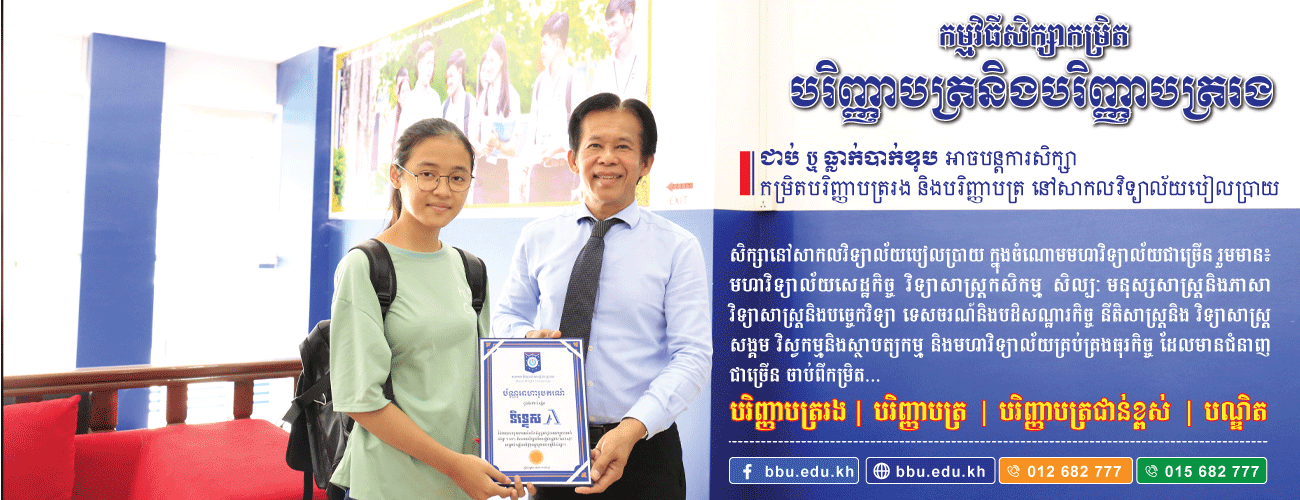 កម្មវិធីសិក្សាកម្រិត
បរិញ្ញាបត្រនិងបរិញ្ញាបត្ររង
ជាប់ ឬ ធ្លាក់បាក់ឌុប អាចបន្តការសិក្សា
កម្រិតបរិញ្ញាបត្ររង និងបរិញ្ញាបត្រ នៅសាកលវិទ្យាល័យបៀលប្រាយ
សិក្សានៅសាកលវិទ្យាល័យបៀលប្រាយ ក្នុងចំណោមមហាវិទ្យាល័យជាច្រើន រួមមាន៖
មហាវិទ្យាល័យសេដ្ឋកិច្ច វិទ្យាសាស្ត្រកសិកម្ម សិល្បៈ មនុស្សសាស្ត្រនិងភាសា
វិទ្យាសាស្ត្រនិងបច្ចេកវិទ្យា ទេសចរណ៍និងបដិសណ្ឋារកិច្ច នីតិសាស្ត្រនិង វិទ្យាសាស្ត្រ
សង្គម វិស្វកម្មនិងស្ថាបត្យកម្ម និងមហាវិទ្យាល័យគ្រប់គ្រងធុរកិច្ច ដែលមានជំនាញ
ជាច្រើន ចាប់ពីកម្រិត...
បរិញ្ញាបត្ររង | បរិញ្ញាបត្រ | បរិញ្ញាបត្រជាន់ខ្ពស់ | បណ្ឌិត
bbu.edu.kh bbu.edu.kh 012 682 777 015 682 777
EXIT
និទ្ទេស A